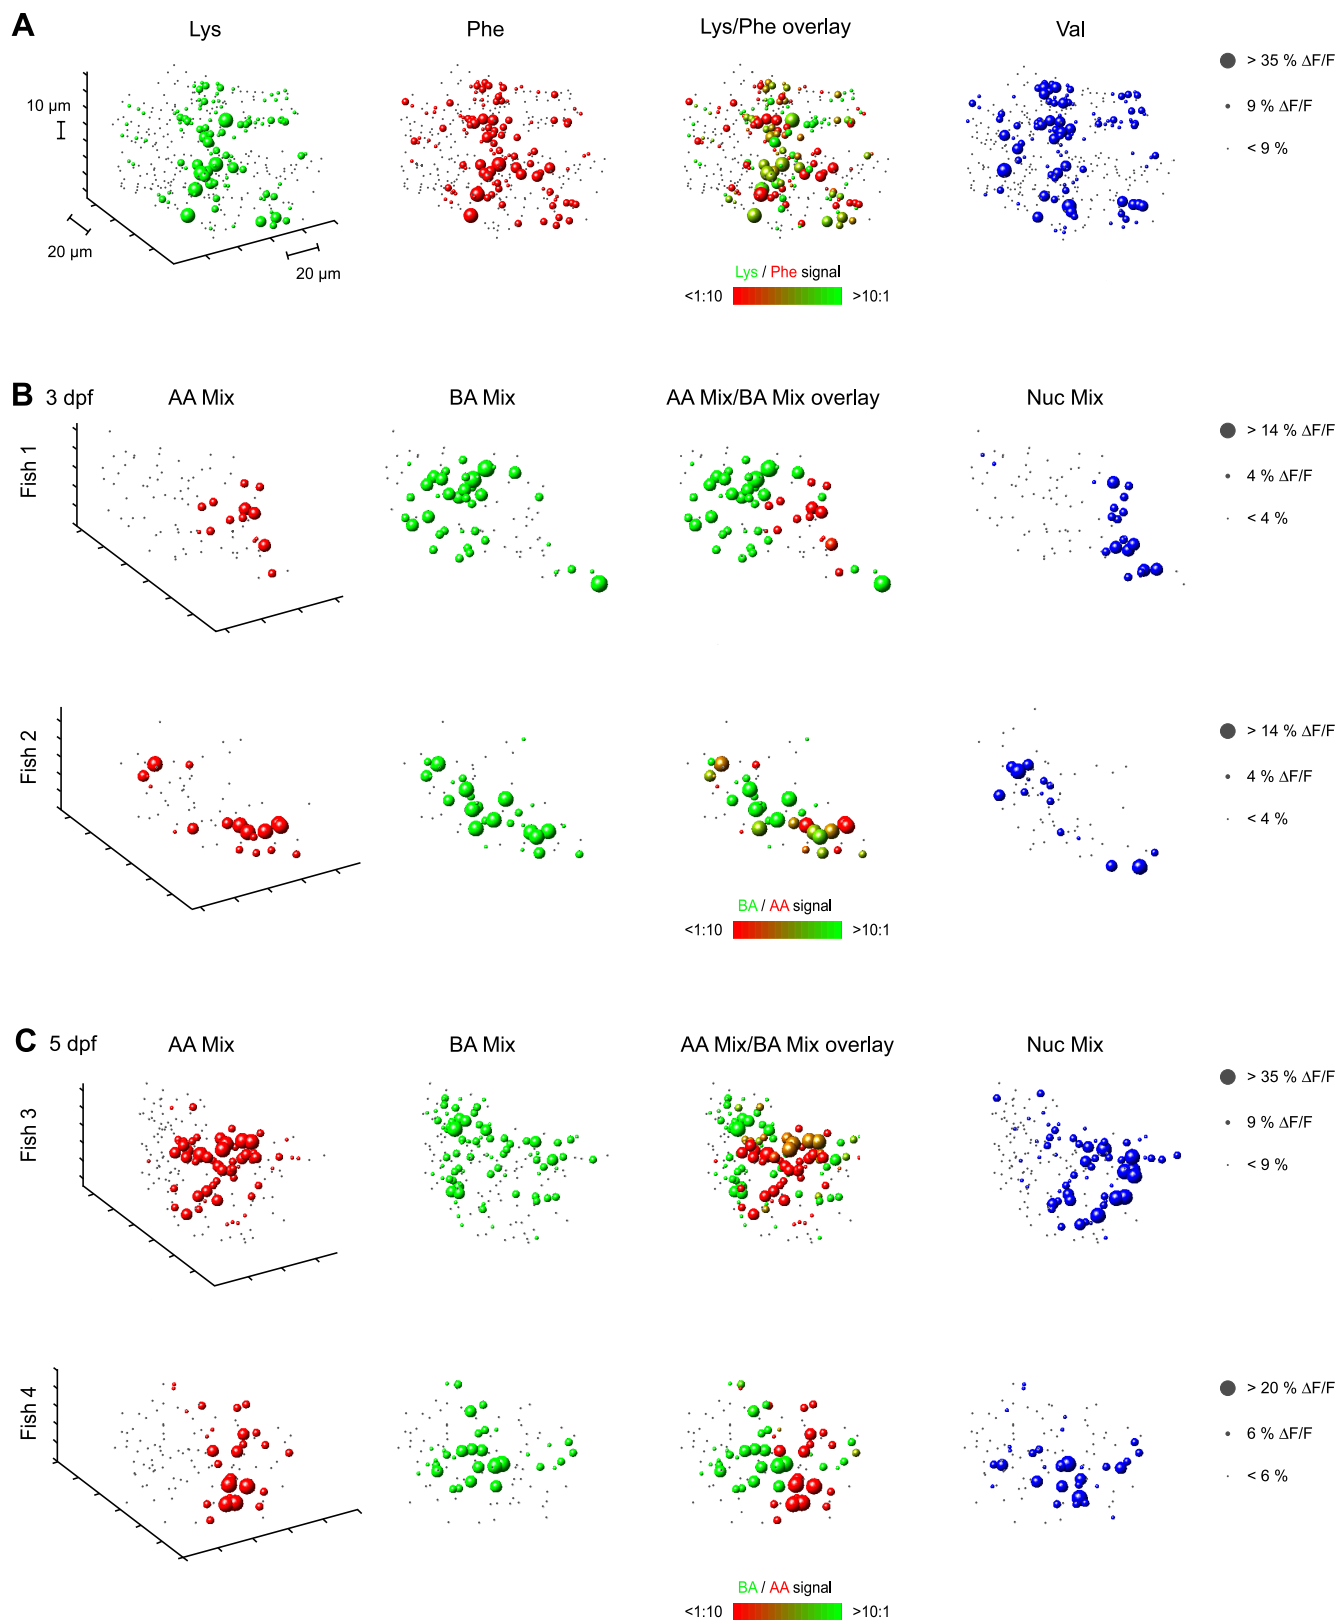 A
Lys
Phe
Lys/Phe overlay
Val
10 µm
20 µm
20 µm
> 35 % ΔF/F
9 % ΔF/F
< 9 %
Lys / Phe signal
<1:10
>10:1
B 3 dpf
AA Mix
BA Mix
AA Mix/BA Mix overlay
Nuc Mix
Fish 1
> 14 % ΔF/F
4 % ΔF/F
< 4 %
Fish 2
> 14 % ΔF/F
4 % ΔF/F
< 4 %
BA / AA signal
<1:10
>10:1
C 5 dpf
AA Mix
BA Mix
AA Mix/BA Mix overlay
Nuc Mix
Fish 3
> 35 % ΔF/F
9 % ΔF/F
< 9 %
Fish 4
> 20 % ΔF/F
6 % ΔF/F
< 6 %
BA / AA signal
<1:10
>10:1